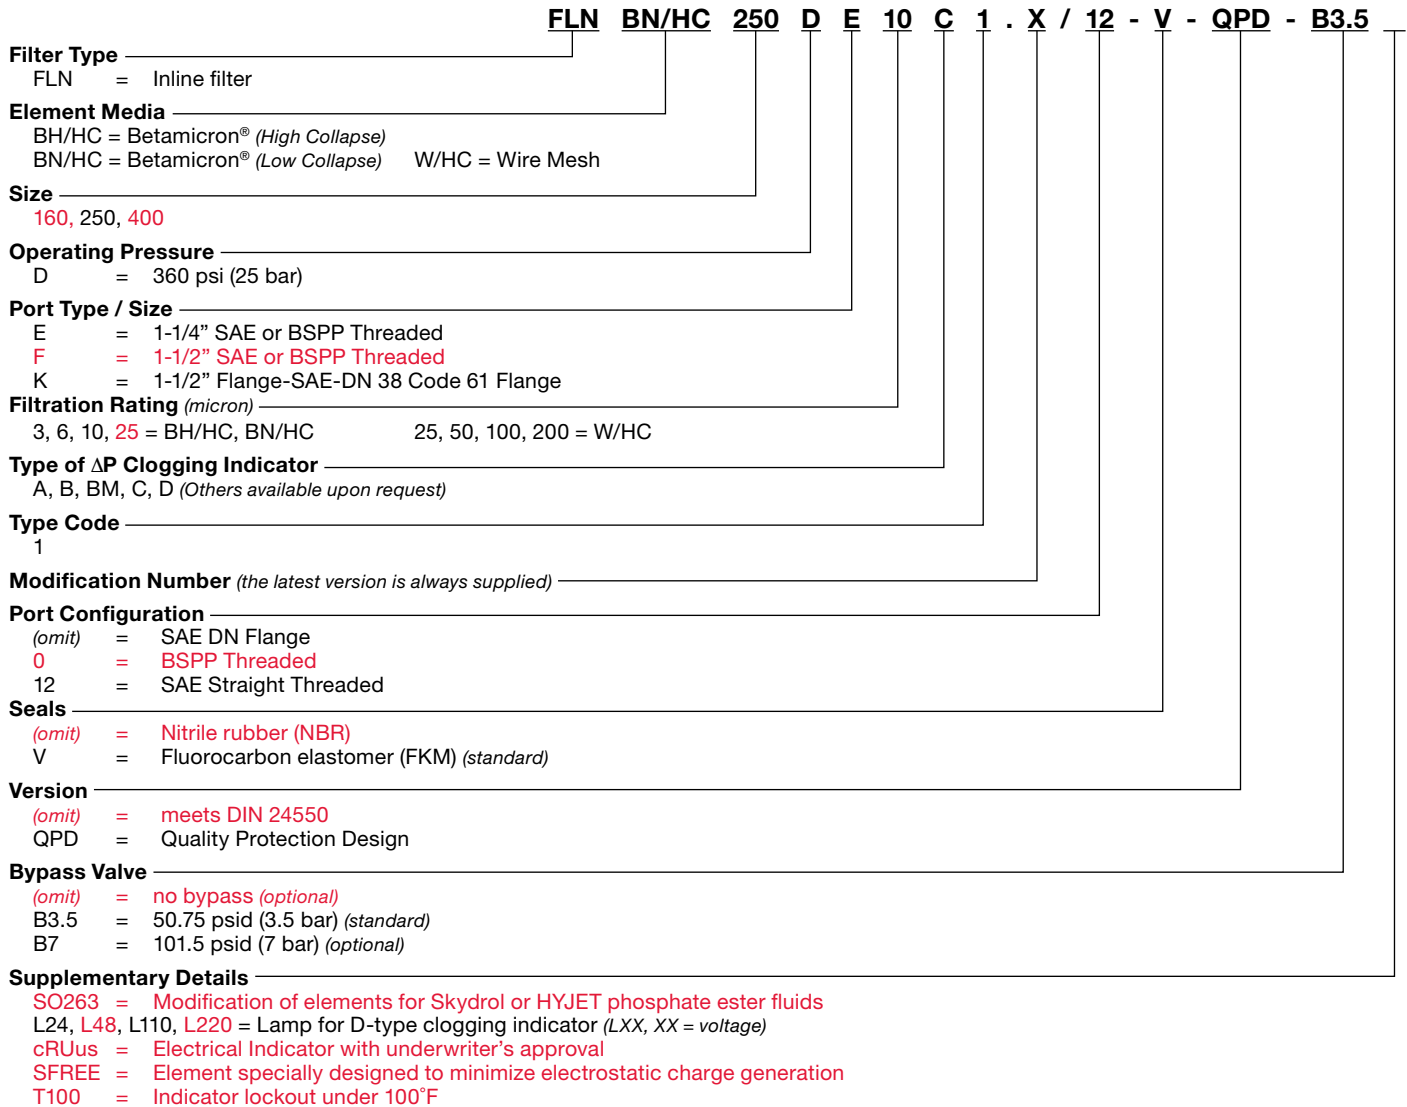 FLN BN/HC 250 D E 10 C 1 . X / 12 - V - QPD - B3.5
Filter Type
FLN = Inline filter
Element Media
BH/HC = Betamicron® (High Collapse)
BN/HC = Betamicron® (Low Collapse) W/HC = Wire Mesh
Size
160, 250, 400
Operating Pressure
D = 360 psi (25 bar)
Port Type / Size
E = 1-1/4” SAE or BSPP Threaded
F = 1-1/2” SAE or BSPP Threaded
K = 1-1/2” Flange-SAE-DN 38 Code 61 Flange
Filtration Rating (micron)
3, 6, 10, 25 = BH/HC, BN/HC 25, 50, 100, 200 = W/HC
Type of ΔP Clogging Indicator
A, B, BM, C, D (Others available upon request)
Type Code
1
Modification Number (the latest version is always supplied)
Port Configuration
(omit) = SAE DN Flange
0 = BSPP Threaded
12 = SAE Straight Threaded
Seals
(omit) = Nitrile rubber (NBR)
V = Fluorocarbon elastomer (FKM) (standard)
Version
(omit) = meets DIN 24550
QPD = Quality Protection Design
Bypass Valve
(omit) = no bypass (optional)
B3.5 = 50.75 psid (3.5 bar) (standard)
B7 = 101.5 psid (7 bar) (optional)
Supplementary Details
SO263 = Modification of elements for Skydrol or HYJET phosphate ester fluids
L24, L48, L110, L220 = Lamp for D-type clogging indicator (LXX, XX = voltage)
cRUus = Electrical Indicator with underwriter’s approval
SFREE = Element specially designed to minimize electrostatic charge generation
T100 = Indicator lockout under 100˚F